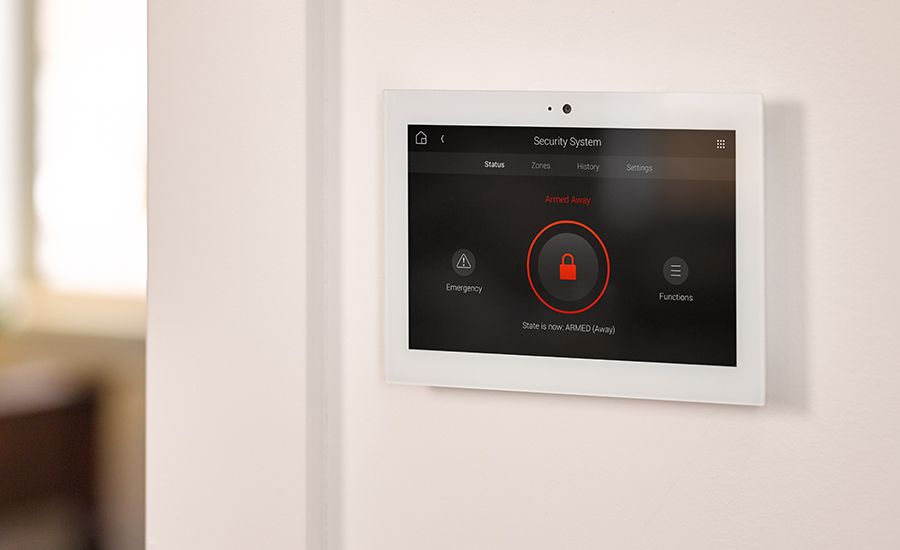 Security System
Status Zones History Settings
Armed Away
Emergency
Functions
State is now: ARMED (Away)